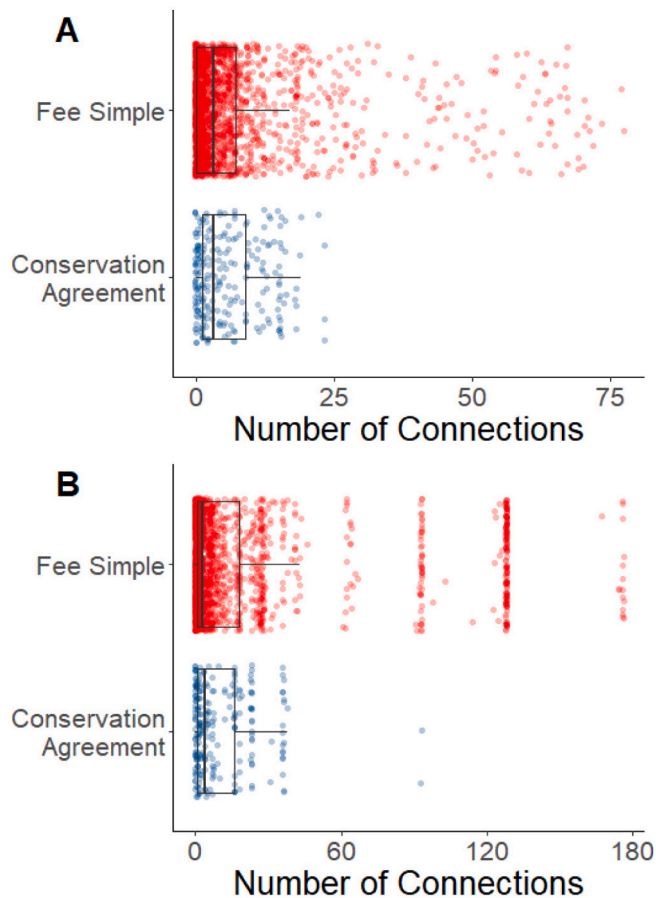 A
Fee Simple
Conservation
Agreement
0 25 50 75
Number of Connections
B
Fee Simple
Conservation
Agreement
0 60 120 180
Number of Connections